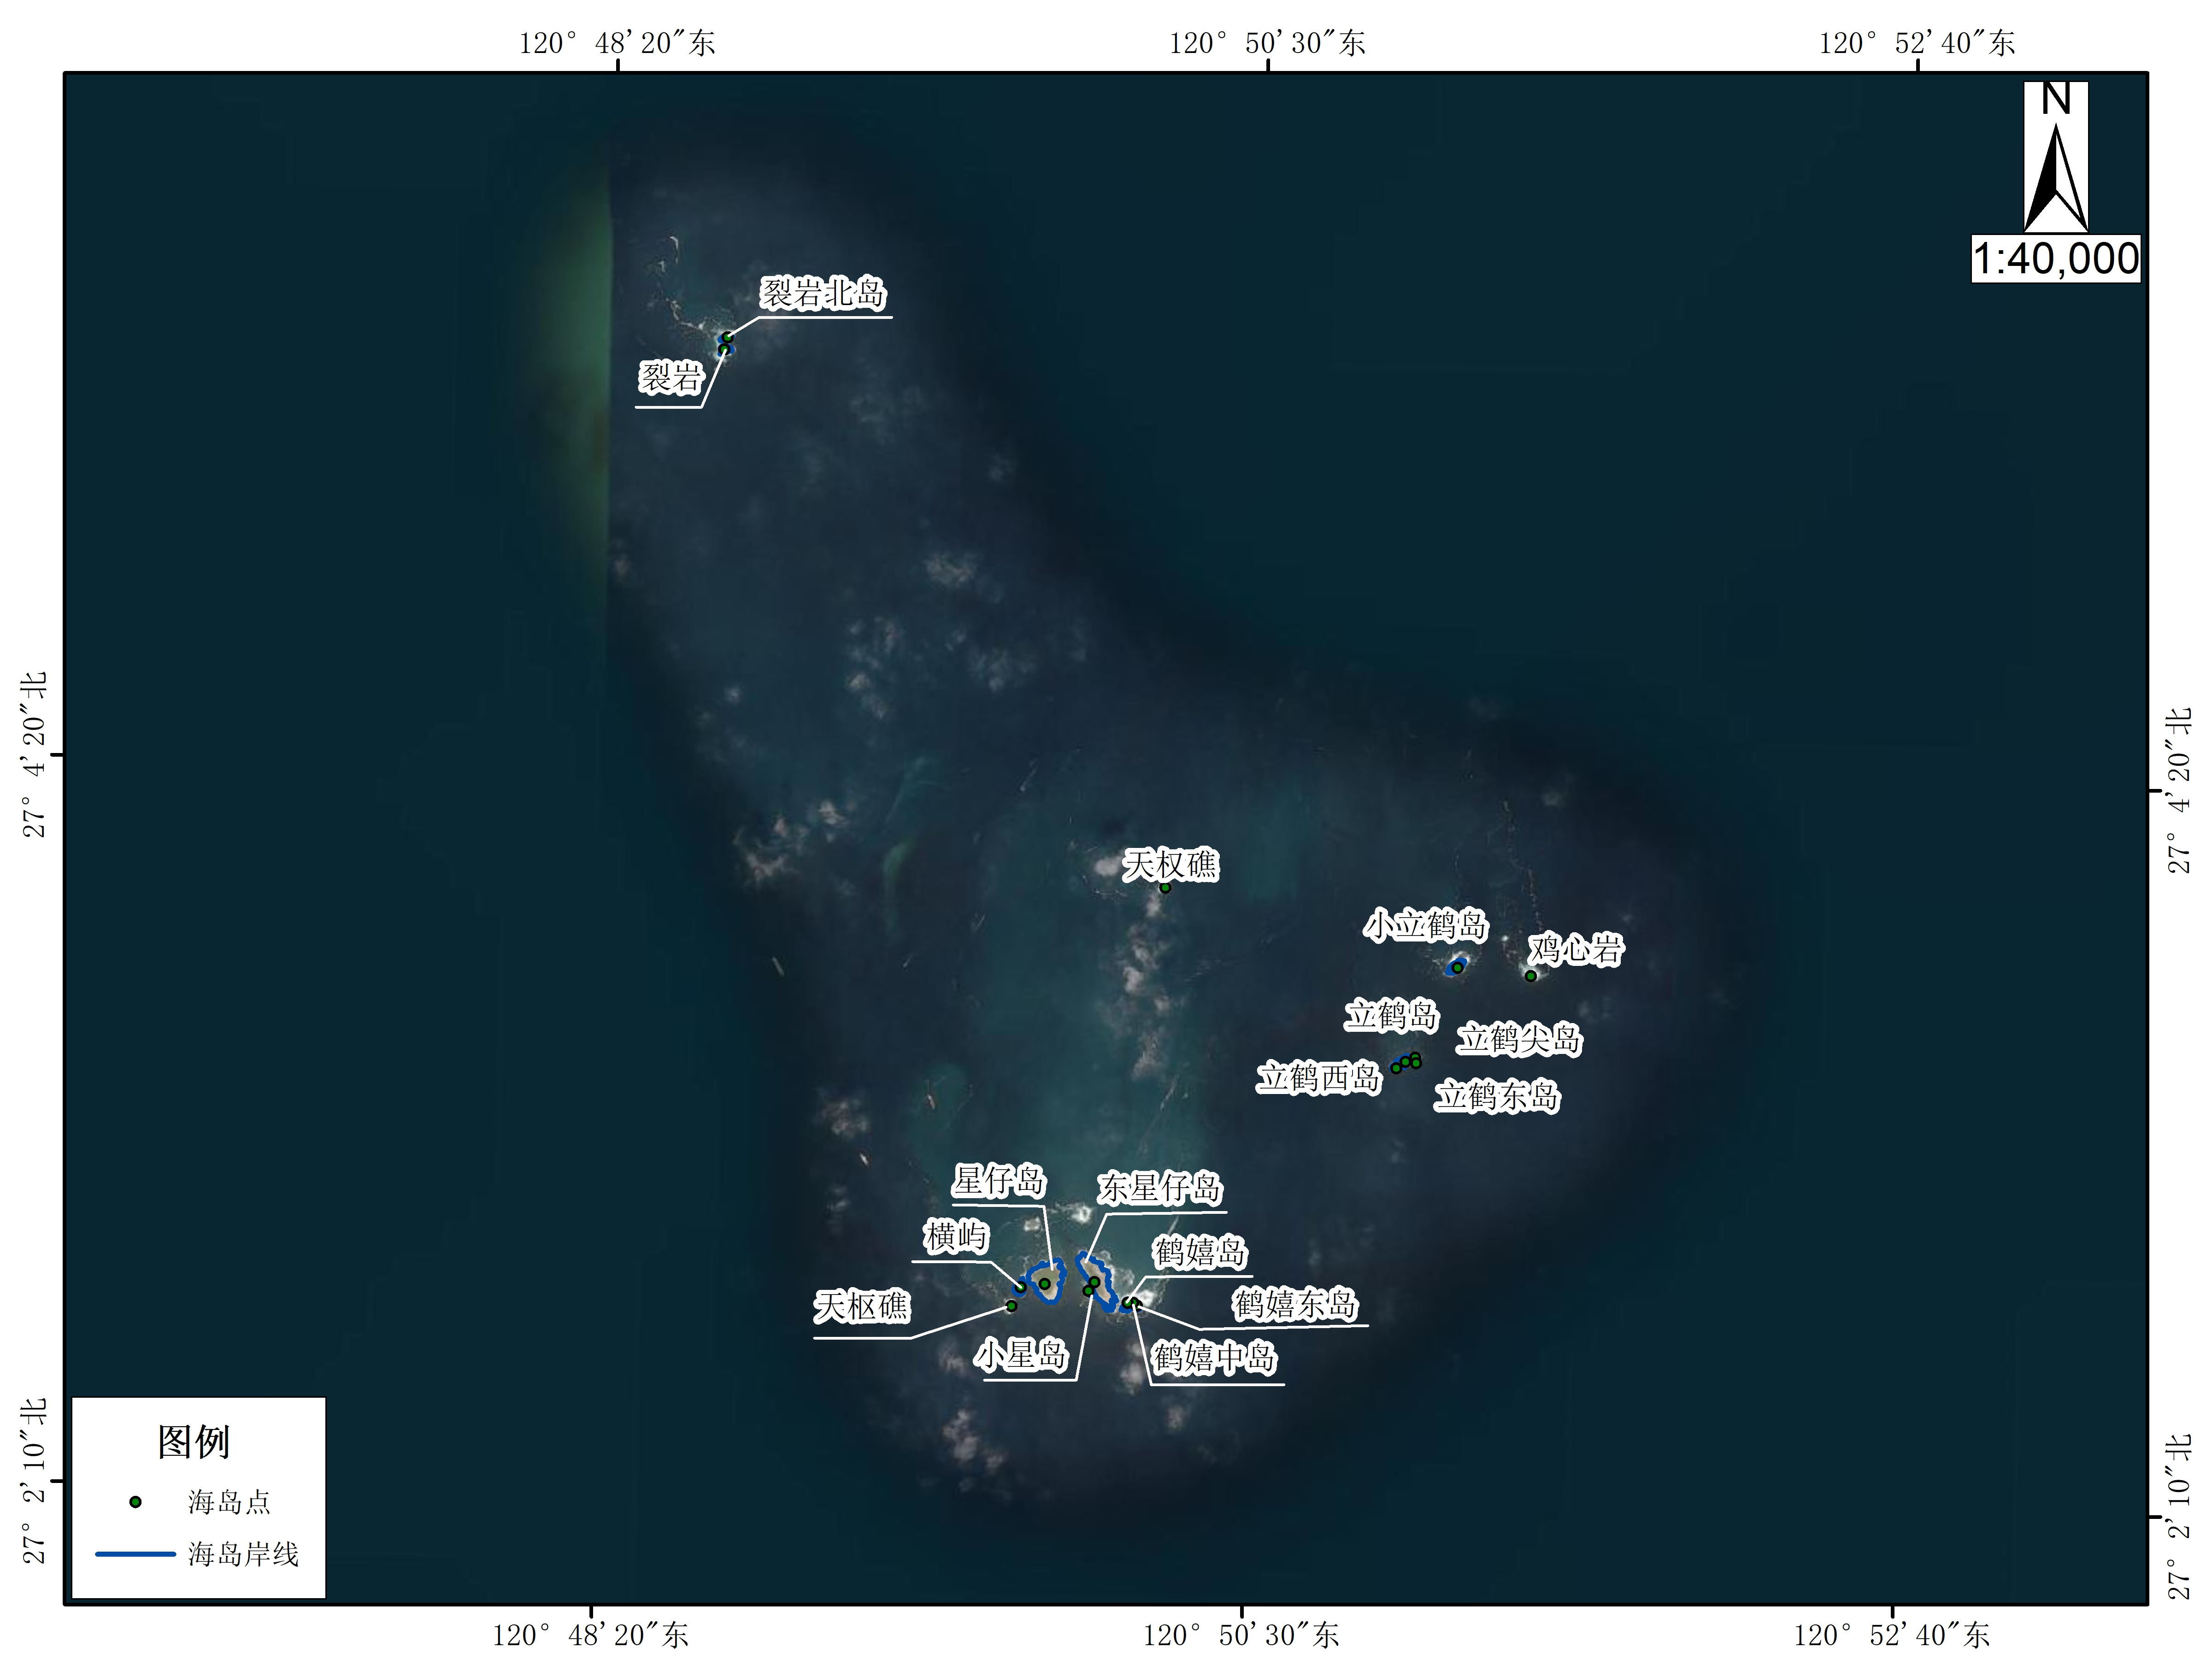 120° 48′20″东
120° 50′30″东
120° 52′40″东
N
1:40,000
裂岩北岛
裂岩
27° 4′20″北
27° 4′20″北
天权礁
小立鹤岛
鸡心岩
立鹤岛
立鹤尖岛
立鹤西岛
立鹤东岛
星仔岛
东星仔岛
横屿
鹤嬉岛
天枢礁
鹤嬉东岛
小星岛
鹤嬉中岛
27° 2′10″北
27° 2′10″北
图例
海岛点
海岛岸线
120° 48′20″东
120° 50′30″东
120° 52′40″东